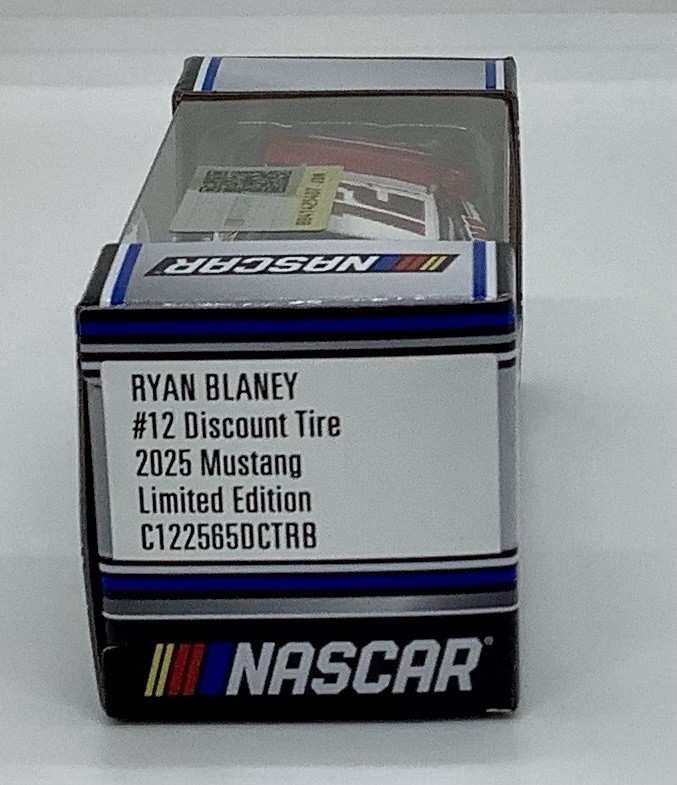 NASCAR
RYAN BLANEY
#12 Discount Tire
2025 Mustang
Limited Edition
C122565DCTRB
NASCAR